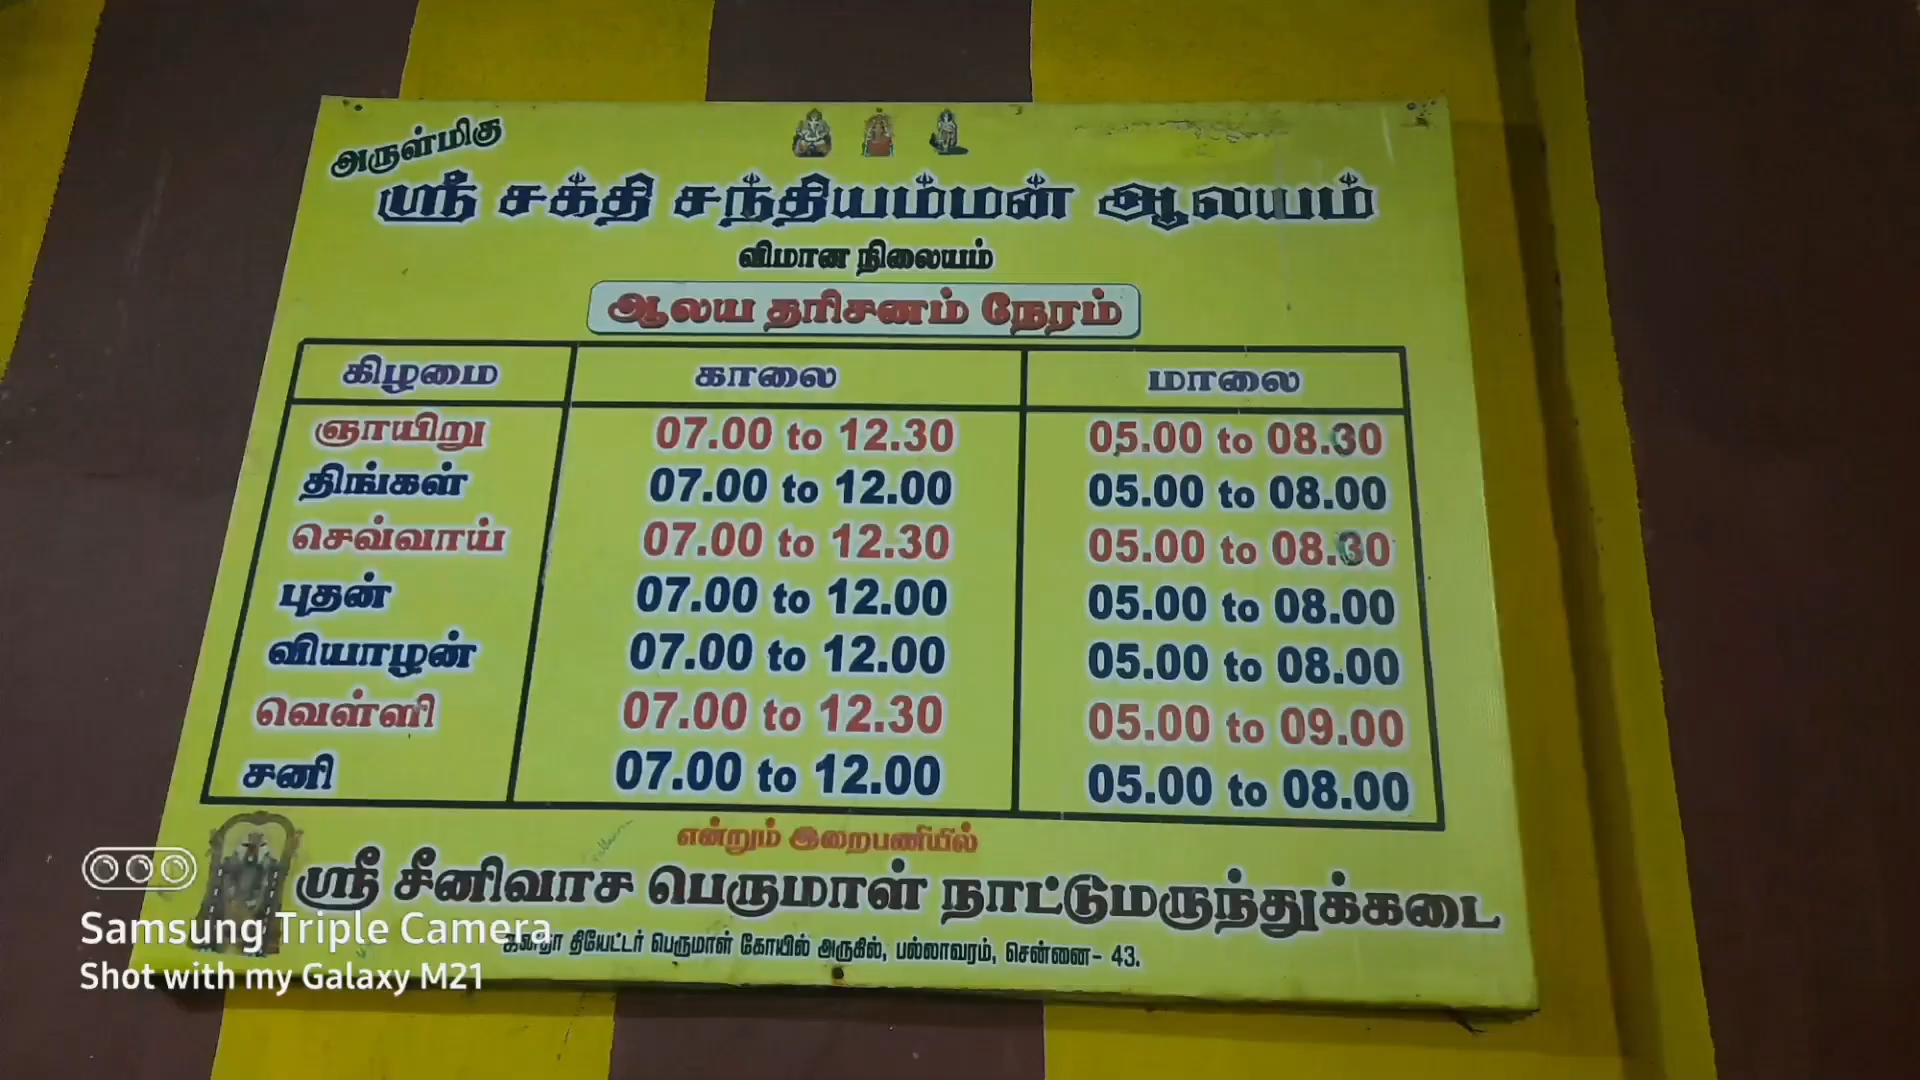 அருள்மிகு
ஸ்ரீ சக்தி சந்தியம்மன் ஆலயம்
விமான நிலையம்
ஆலய தரிசனம் நேரம்
கிழமை காலை மாலை
ஞாயிறு 07.00 to 12.30 05.00 to 08.30
திங்கள் 07.00 to 12.00 05.00 to 08.00
செவ்வாய் 07.00 to 12.30 05.00 to 08.30
புதன் 07.00 to 12.00 05.00 to 08.00
வியாழன் 07.00 to 12.00 05.00 to 08.00
வெள்ளி 07.00 to 12.30 05.00 to 09.00
சனி 07.00 to 12.00 05.00 to 08.00
என்றும் இறைபணியில்
ஸ்ரீ சீனிவாச பெருமாள் நாட்டுமருந்துக்கடை
தியேட்டர் பெருமாள் கோயில் அருகில், பல்லாவரம், சென்னை- 43.
Samsung Triple Camera
Shot with my Galaxy M21